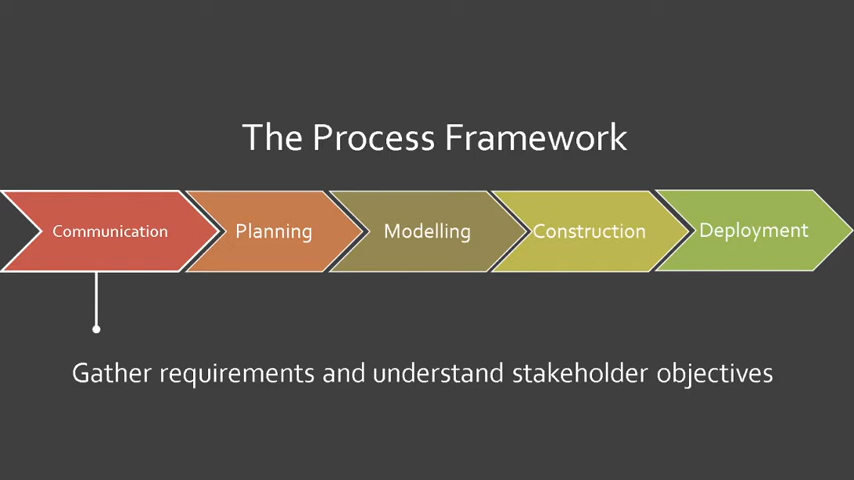 The Process Framework
Communication
Planning
Modelling
Construction
Deployment
Gather requirements and understand stakeholder objectives